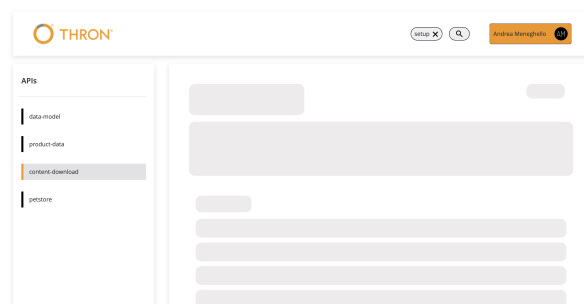 THRON
setup
Andrea Meneghello
AM
APIs
data-model
product-data
content-download
petstore